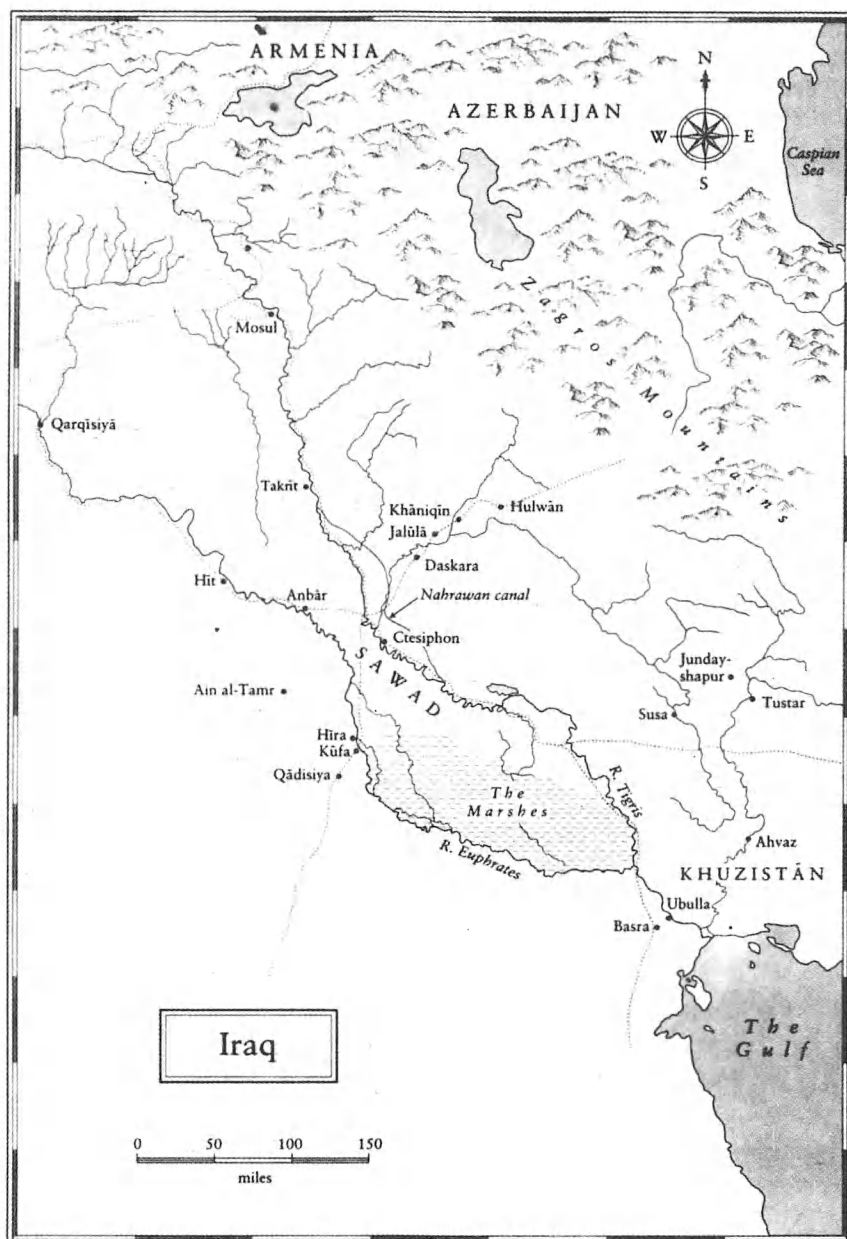 ARMENIA
N
AZERBAIJAN
W E
Caspian
Sea
S
Zagros Mountains
Mosul
Qarqīsiyā
Takrīt
Khāniqīn
Hulwān
Jalūlā
Daskara
Hīt
Nahrawan canal
Anbār
Ctesiphon
SAWAD
Junday-
shapur
Ain al-Tamr
Tustar
Susa
Hīra
Kūfa
Qādisiya
R. Tigris
The
Marshes
Ahvaz
R. Euphrates
KHUZISTĀN
Ubulla
Basra
Iraq
The
Gulf
0 50 100 150
miles